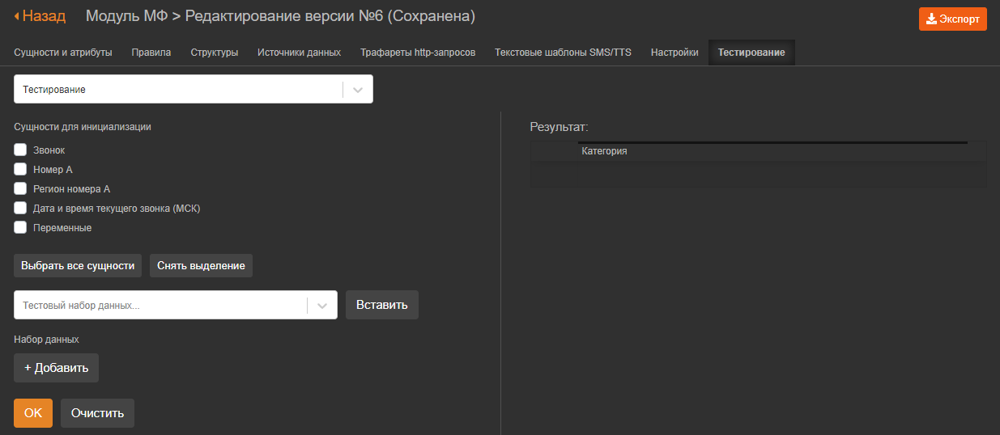 Назад Модуль МФ > Редактирование версии №6 (Сохранена)
Экспорт
Сущности и атрибуты Правила Структуры Источники данных Трафареты http-запросов Текстовые шаблоны SMS/TTS Настройки Тестирование
Тестирование
Сущности для инициализации
Звонок
Номер А
Регион номера А
Дата и время текущего звонка (МСК)
Переменные
Выбрать все сущности Снять выделение
Тестовый набор данных... Вставить
Набор данных
+ Добавить
ОК Очистить
Результат:
Категория